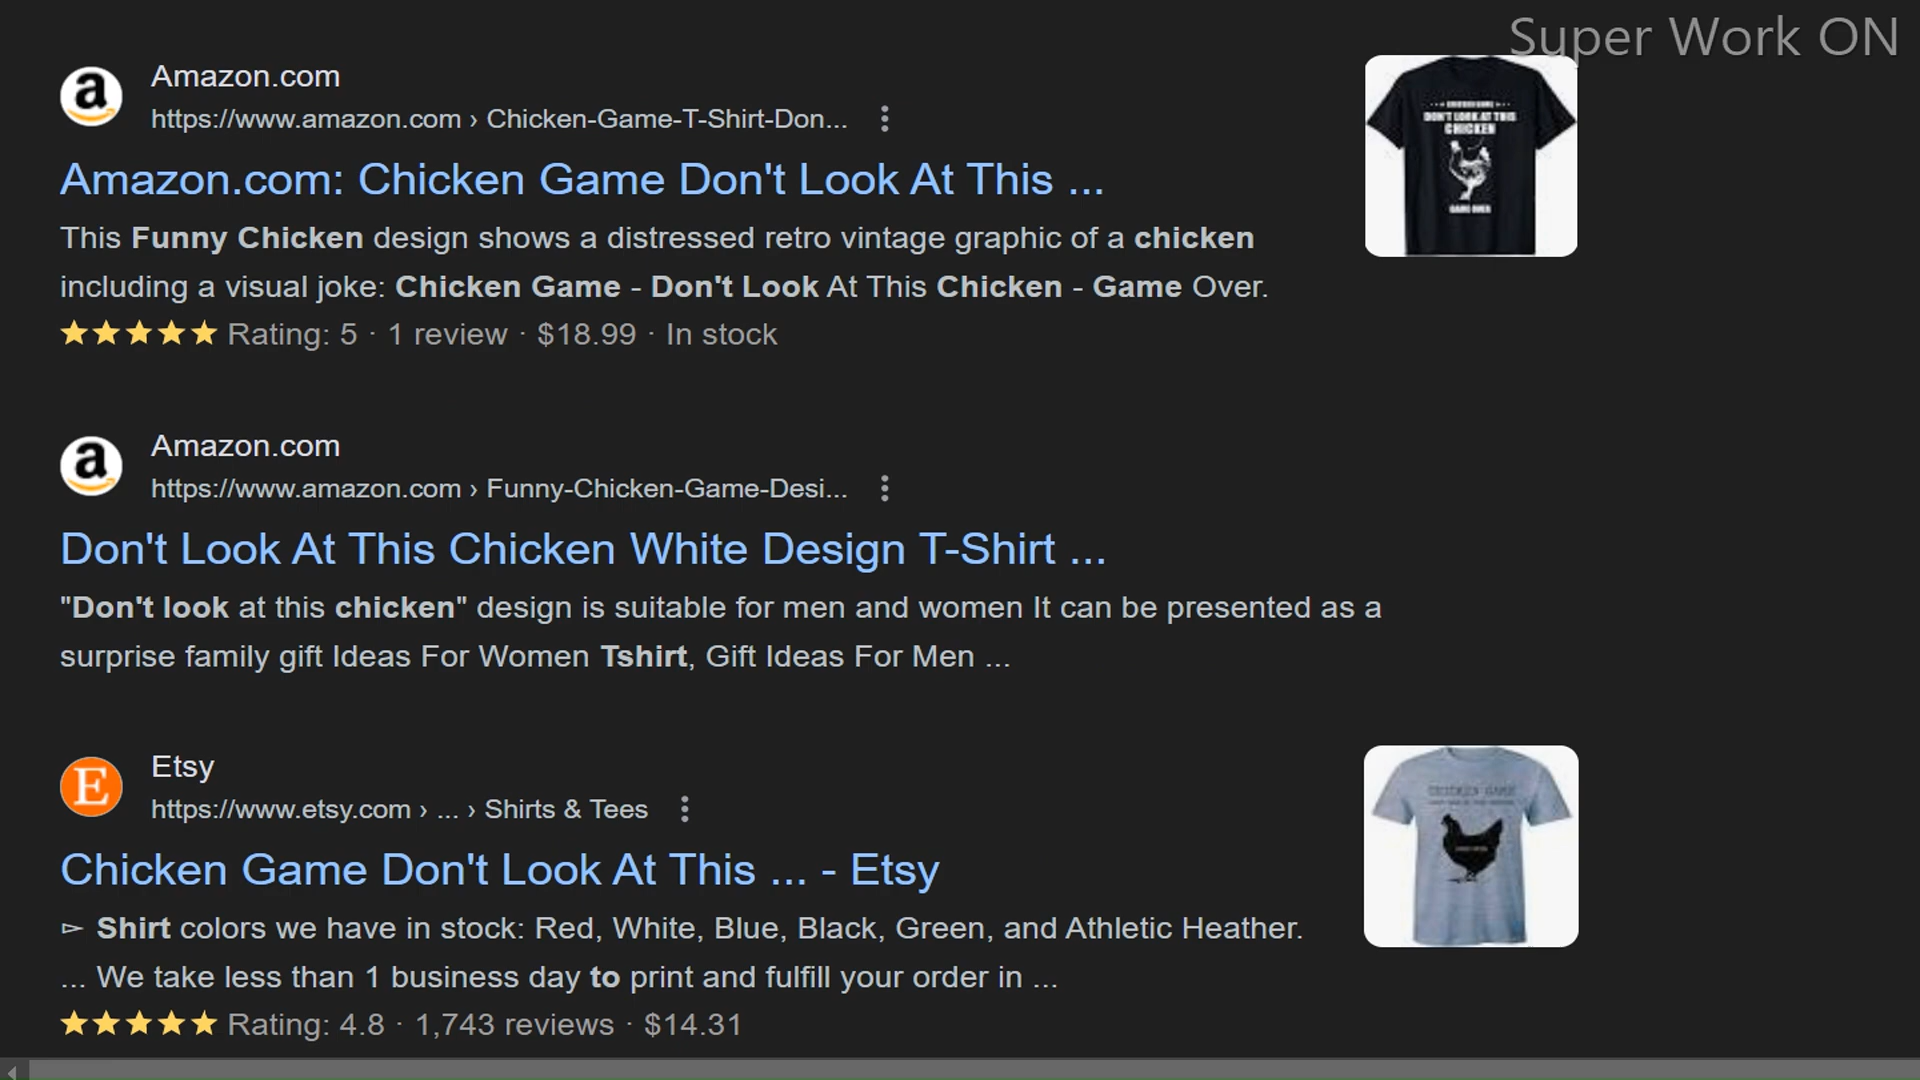 Super Work ON
Amazon.com
https://www.amazon.com › Chicken-Game-T-Shirt-Don...
Amazon.com: Chicken Game Don't Look At This ...
This Funny Chicken design shows a distressed retro vintage graphic of a chicken
including a visual joke: Chicken Game - Don't Look At This Chicken - Game Over.
Rating: 5 · 1 review · $18.99 · In stock
DON'T LOOK AT THIS
CHICKEN
GAME OVER
Amazon.com
https://www.amazon.com › Funny-Chicken-Game-Desi...
Don't Look At This Chicken White Design T-Shirt ...
"Don't look at this chicken" design is suitable for men and women It can be presented as a
surprise family gift Ideas For Women Tshirt, Gift Ideas For Men ...
Etsy
https://www.etsy.com › ... › Shirts & Tees
Chicken Game Don't Look At This ... - Etsy
▻ Shirt colors we have in stock: Red, White, Blue, Black, Green, and Athletic Heather.
... We take less than 1 business day to print and fulfill your order in ...
Rating: 4.8 · 1,743 reviews · $14.31
CHICKEN GAME